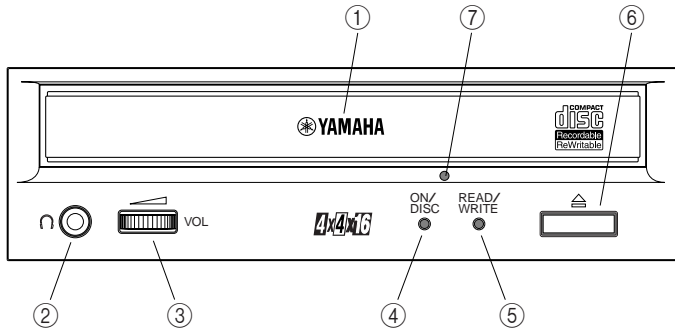 ① ⑦ ⑥
YAMAHA
COMPACT
disc
Recordable
ReWritable
ON/
DISC
READ/
WRITE
VOL
4x4x16
② ③ ④ ⑤